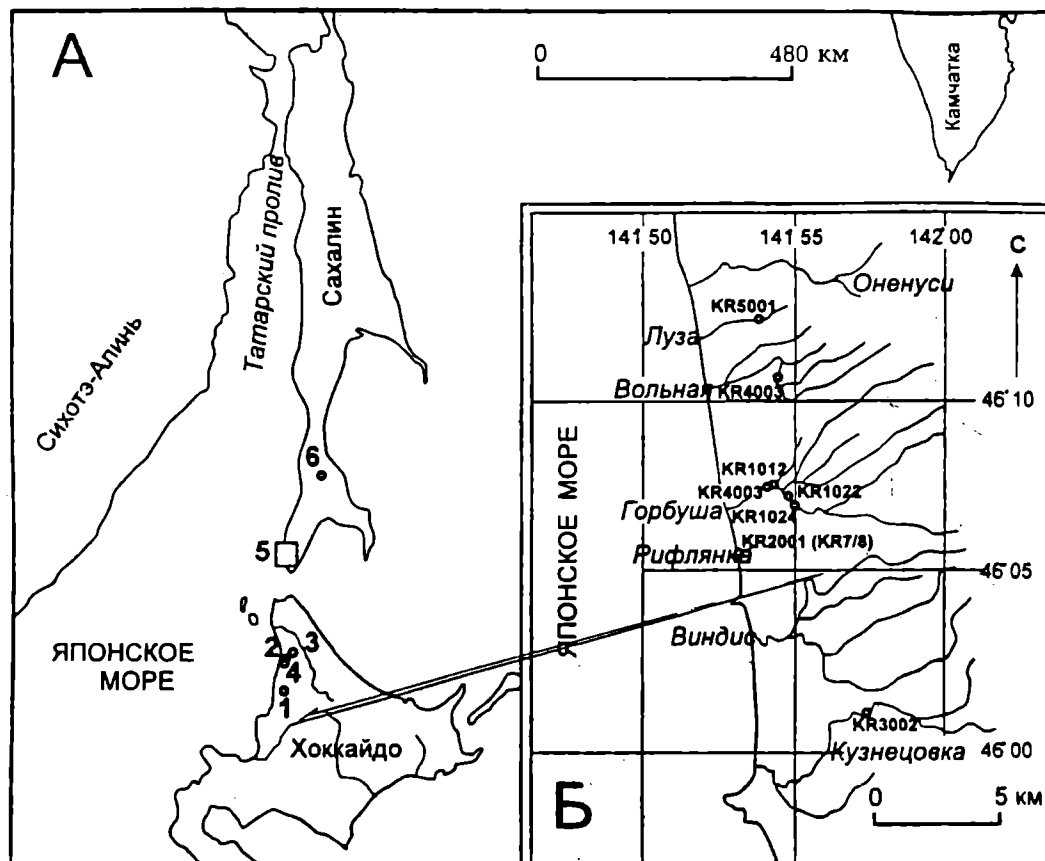 А
0 480 км
Камчатка
Татарский пролив
Сахалин
Сихотэ-Алинь
6
5
ЯПОНСКОЕ
МОРЕ
2
3
4
1
Хоккайдо
141˚50 141˚55 142˚00
С
Оненуси
KR5001
Луза
Вольная
KR4003
46˚10
ЯПОНСКОЕ МОРЕ
KR1012
KR4003
KR1022
Горбуша
KR1024
KR2001 (KR7/8)
Рифлянка
46˚05
Виндис
KR3002
Кузнецовка
46˚00
Б
0 5 км